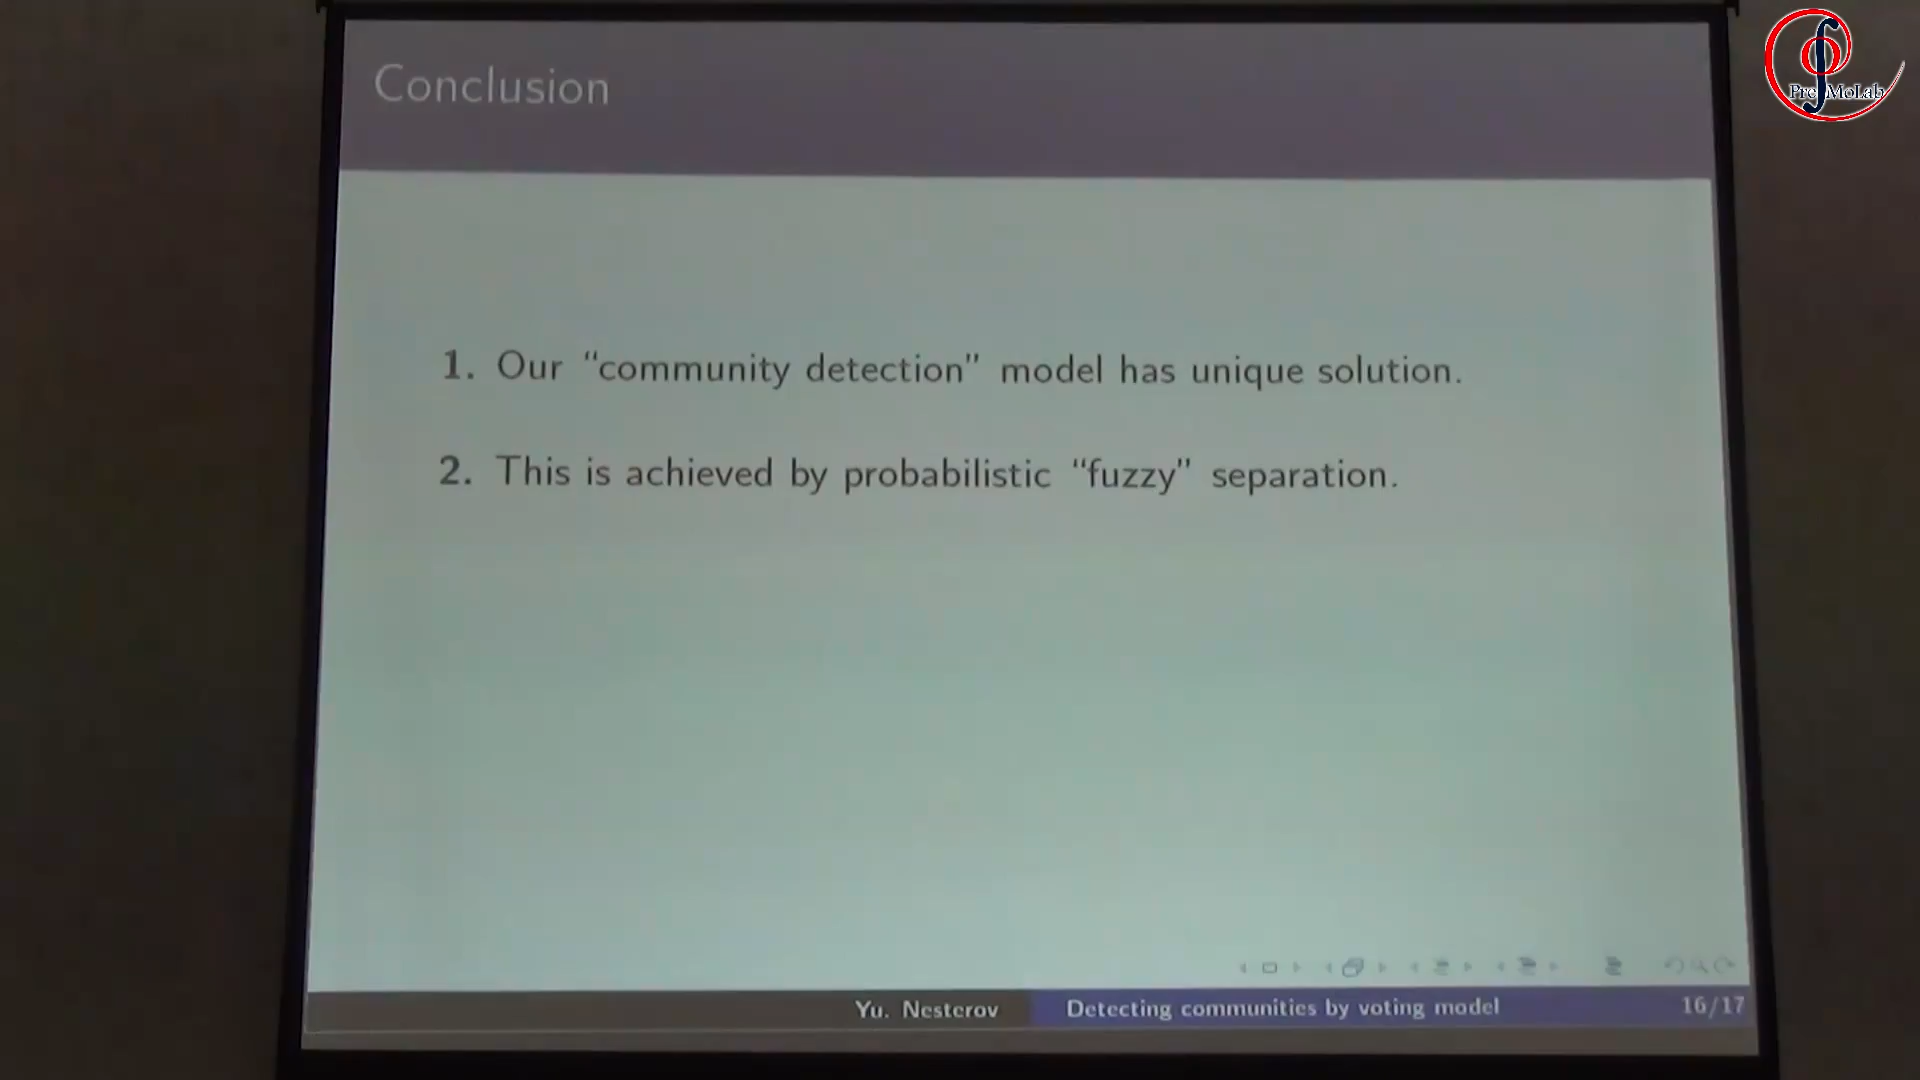 PreMoLab
Conclusion
1. Our “community detection” model has unique solution.
2. This is achieved by probabilistic “fuzzy” separation.
Yu. Nesterov Detecting communities by voting model 16/17